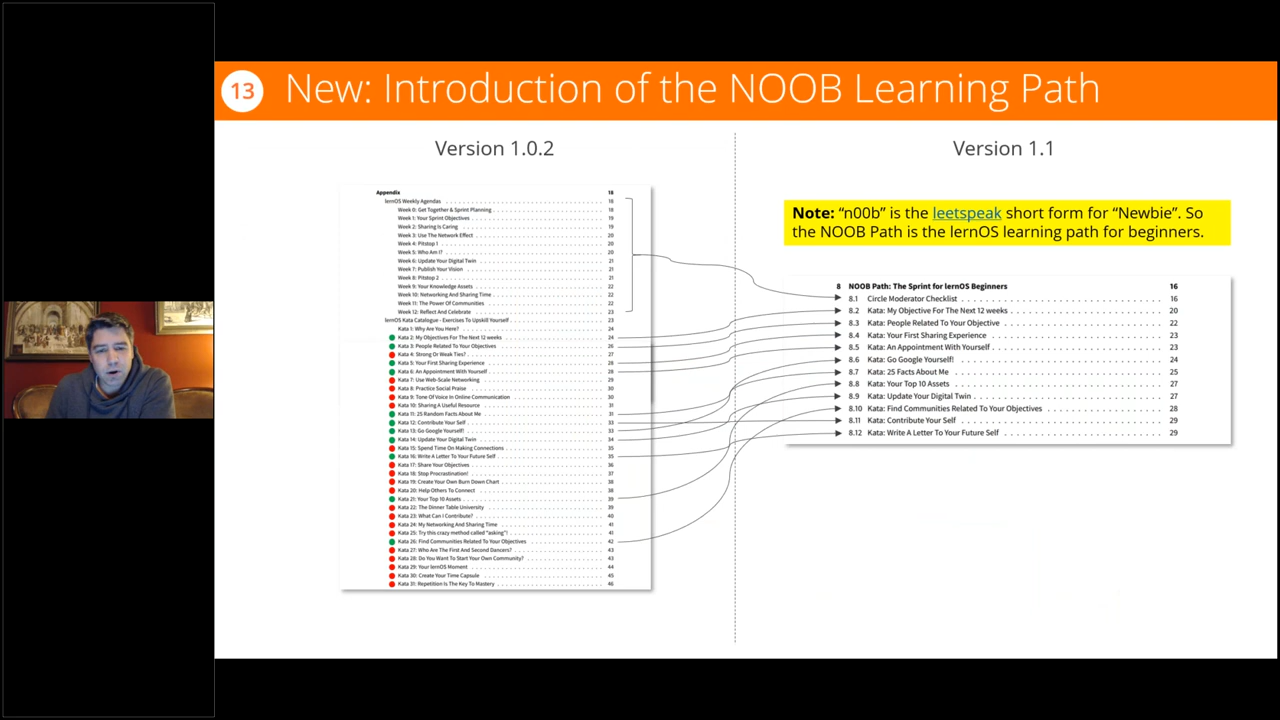 13 New: Introduction of the NOOB Learning Path
Version 1.0.2
Appendix 18
lernOS Weekly Agendas 18
Week 0: Get Together & Sprint Planning 18
Week 1: Your Sprint Objectives 19
Week 2: Sharing is Caring 19
Week 3: Use The Network Effect 20
Week 4: Pitstop 1 20
Week 5: Who Am I? 20
Week 6: Update Your Digital Twin 21
Week 7: Publish Your Vision 21
Week 8: Pitstop 2 21
Week 9: Your Knowledge Assets 22
Week 10: Networking And Sharing Time 22
Week 11: The Power Of Communities 22
Week 12: Reflect And Celebrate 23
lernOS Kata Catalogue - Exercises To Upskill Yourself 23
Kata 1: Why Are You Here? 24
Kata 2: My Objectives For The Next 12 weeks 24
Kata 3: People Related To Your Objectives 26
Kata 4: Strong Or Weak Ties? 27
Kata 5: Your First Sharing Experience 28
Kata 6: An Appointment With Yourself 28
Kata 7: Use Web-Scale Networking 29
Kata 8: Practice Social Praise 30
Kata 9: Tone Of Voice In Online Communication 30
Kata 10: Sharing A Useful Resource 31
Kata 11: 25 Random Facts About Me 31
Kata 12: Contribute Your Self 33
Kata 13: Go Google Yourself! 33
Kata 14: Update Your Digital Twin 34
Kata 15: Spend Time On Making Connections 35
Kata 16: Write A Letter To Your Future Self 35
Kata 17: Share Your Objectives 36
Kata 18: Stop Procrastination! 37
Kata 19: Create Your Own Burn Down Chart 38
Kata 20: Help Others To Connect 38
Kata 21: Your Top 10 Assets 39
Kata 22: The Dinner Table University 39
Kata 23: What Can I Contribute? 40
Kata 24: My Networking And Sharing Time 41
Kata 25: Try this crazy method called "asking"! 41
Kata 26: Find Communities Related To Your Objectives 42
Kata 27: Who Are The First And Second Dancers? 43
Kata 28: Do You Want To Start Your Own Community? 43
Kata 29: Your lernOS Moment 44
Kata 30: Create Your Time Capsule 45
Kata 31: Repetition Is The Key To Mastery 46
Version 1.1
Note: "n00b" is the leetspeak short form for "Newbie". So
the NOOB Path is the lernOS learning path for beginners.
8 NOOB Path: The Sprint for lernOS Beginners 16
8.1 Circle Moderator Checklist 16
8.2 Kata: My Objective For The Next 12 weeks 20
8.3 Kata: People Related To Your Objective 22
8.4 Kata: Your First Sharing Experience 23
8.5 Kata: An Appointment With Yourself 23
8.6 Kata: Go Google Yourself! 24
8.7 Kata: 25 Facts About Me 25
8.8 Kata: Your Top 10 Assets 27
8.9 Kata: Update Your Digital Twin 27
8.10 Kata: Find Communities Related To Your Objectives 28
8.11 Kata: Contribute Your Self 29
8.12 Kata: Write A Letter To Your Future Self 29